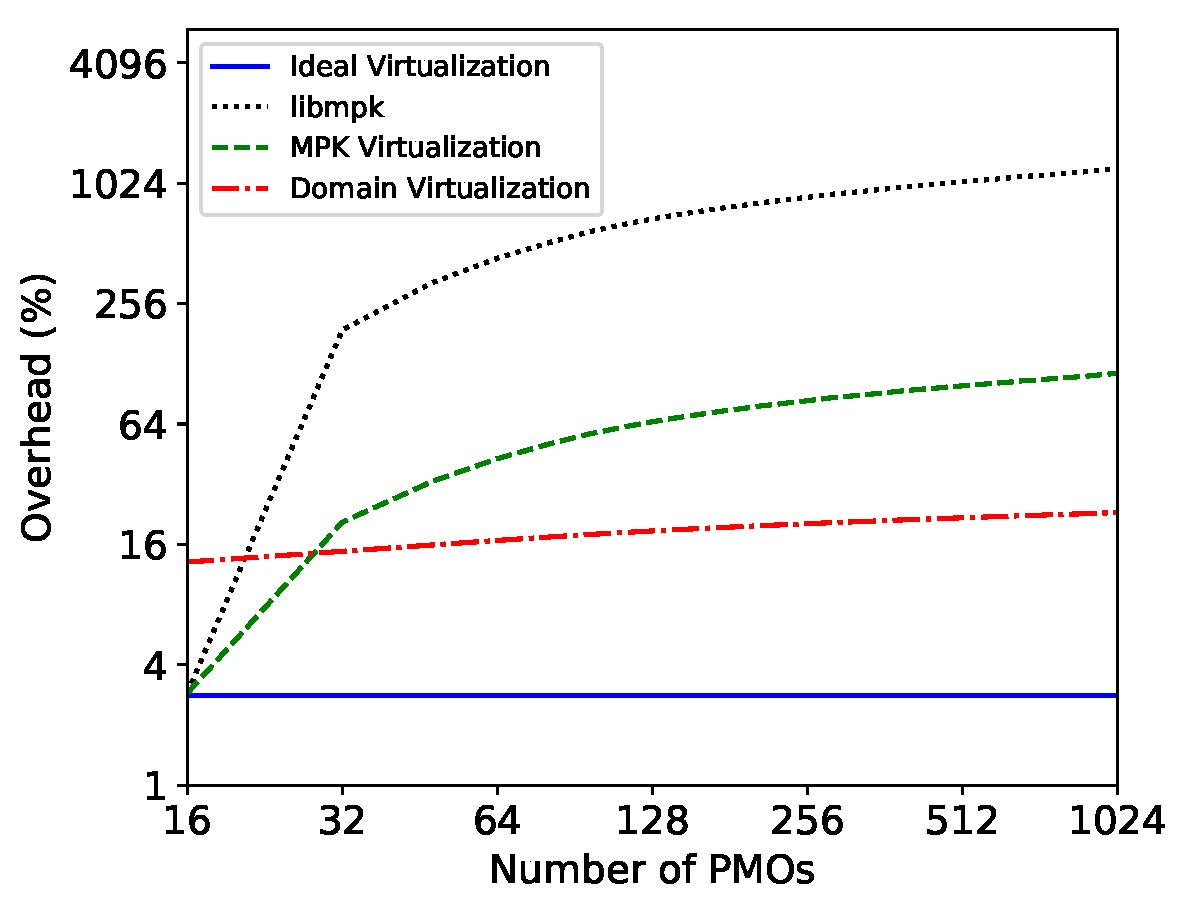 4096
1024
256
64
16
4
1
Overhead (%)
Ideal Virtualization
libmpk
MPK Virtualization
Domain Virtualization
16 32 64 128 256 512 1024
Number of PMOs